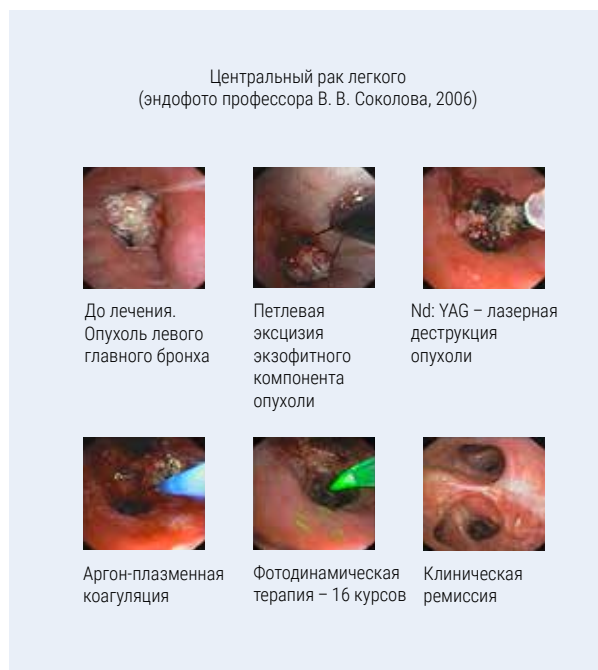 Центральный рак легкого
(эндофото профессора В. В. Соколова, 2006)
До лечения.
Опухоль левого
главного бронха
Петлевая
эксцизия
экзофитного
компонента
опухоли
Nd: YAG – лазерная
деструкция
опухоли
Аргон-плазменная
коагуляция
Фотодинамическая
терапия – 16 курсов
Клиническая
ремиссия